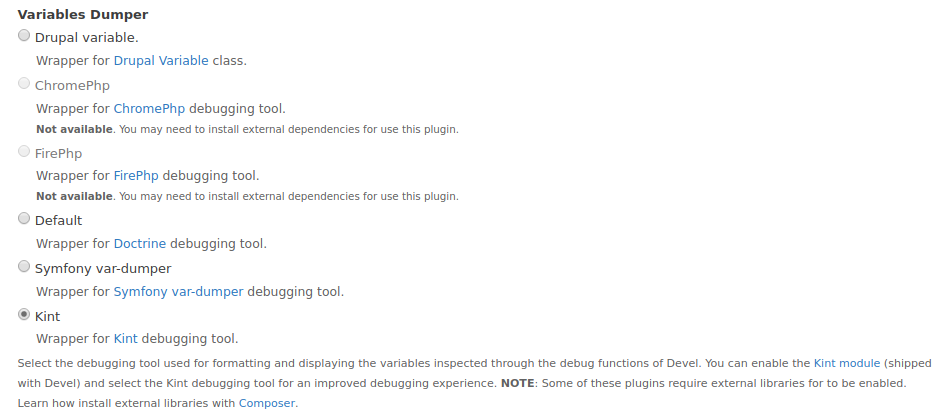 Variables Dumper
Drupal variable.
Wrapper for Drupal Variable class.
ChromePhp
Wrapper for ChromePhp debugging tool.
Not available. You may need to install external dependencies for use this plugin.
FirePhp
Wrapper for FirePhp debugging tool.
Not available. You may need to install external dependencies for use this plugin.
Default
Wrapper for Doctrine debugging tool.
Symfony var-dumper
Wrapper for Symfony var-dumper debugging tool.
Kint
Wrapper for Kint debugging tool.
Select the debugging tool used for formatting and displaying the variables inspected through the debug functions of Devel. You can enable the Kint module (shipped
with Devel) and select the Kint debugging tool for an improved debugging experience. NOTE: Some of these plugins require external libraries for to be enabled.
Learn how install external libraries with Composer.